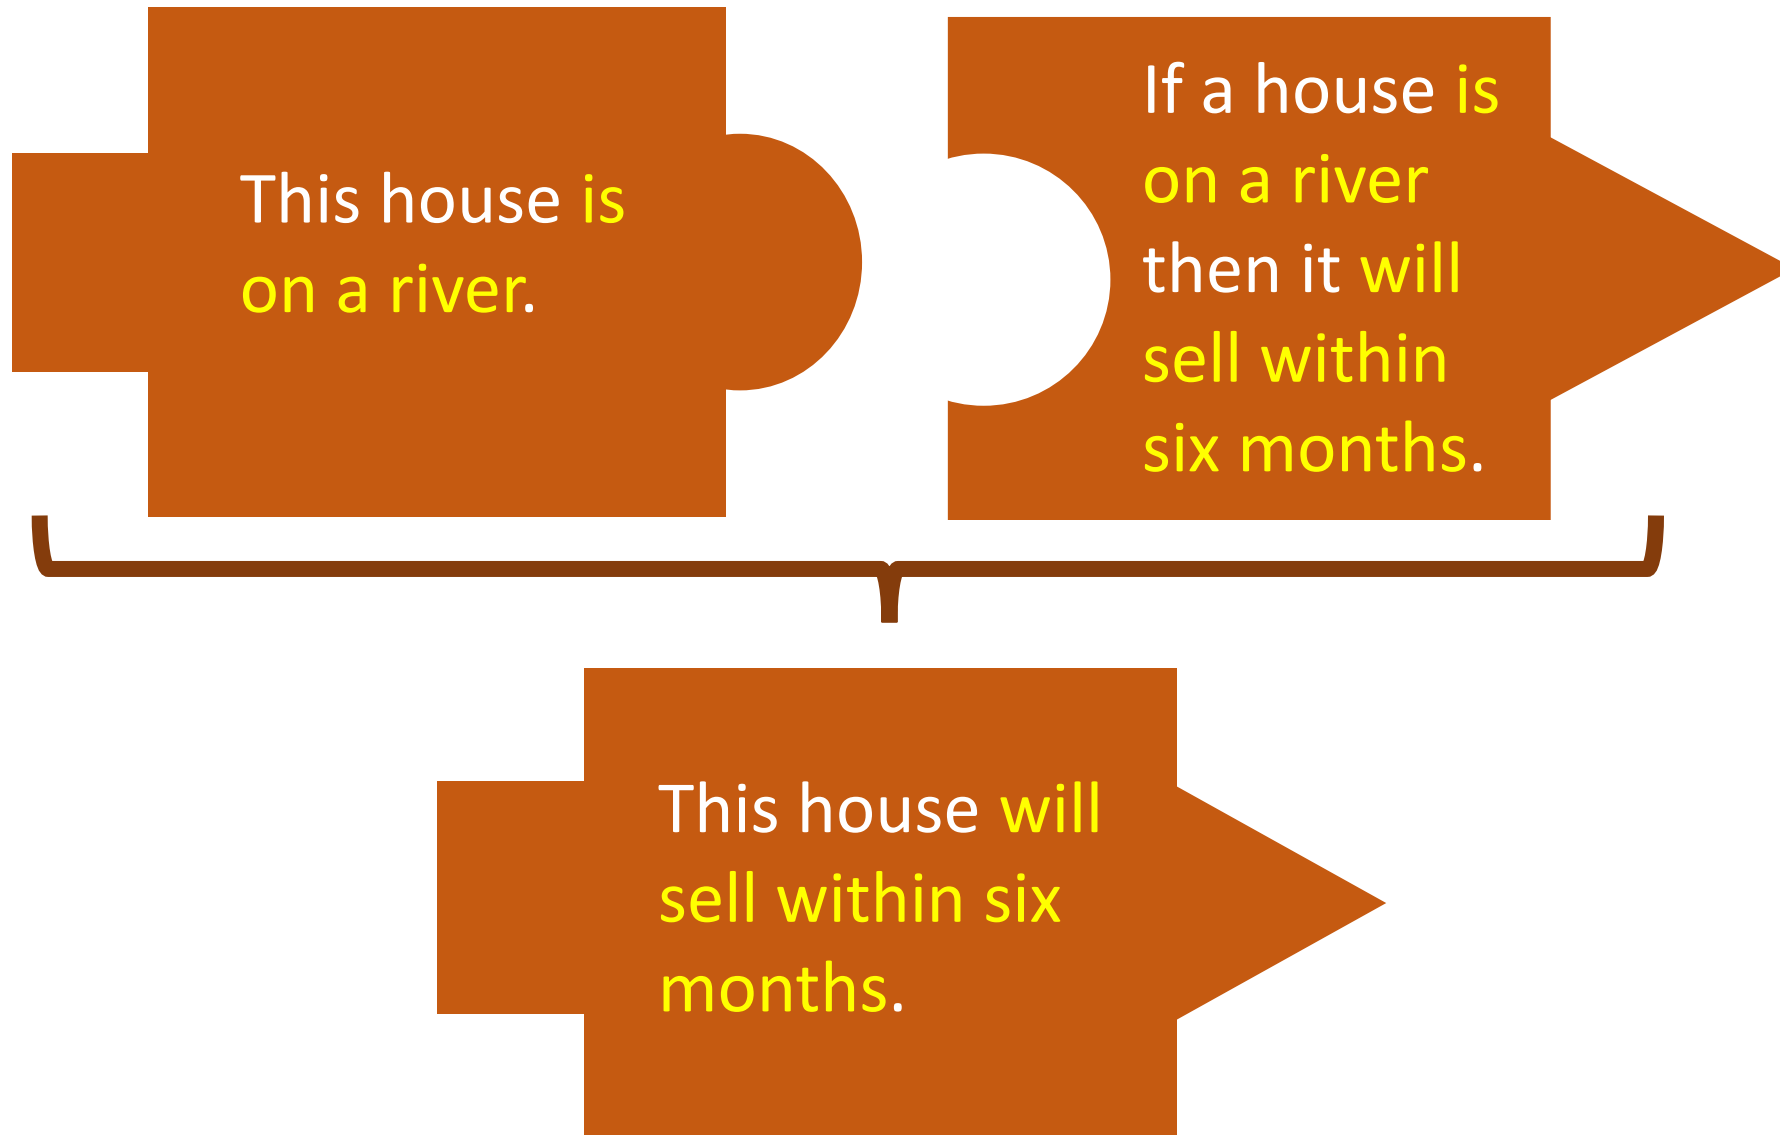 This house is
on a river.
If a house is
on a river
then it will
sell within
six months.
This house will
sell within six
months.